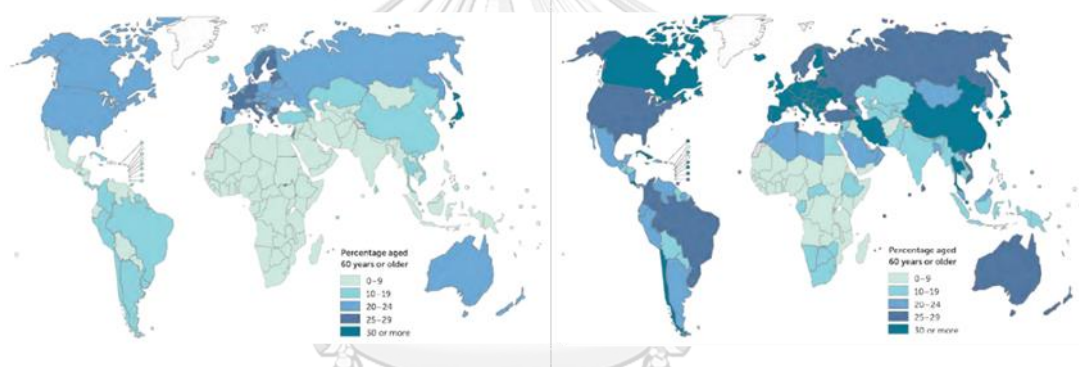 Percentage aged
60 years or older
0-9
10-19
20-24
25-29
30 or more
Percentage aged
60 years or older
0-9
10-19
20-24
25-29
30 or more